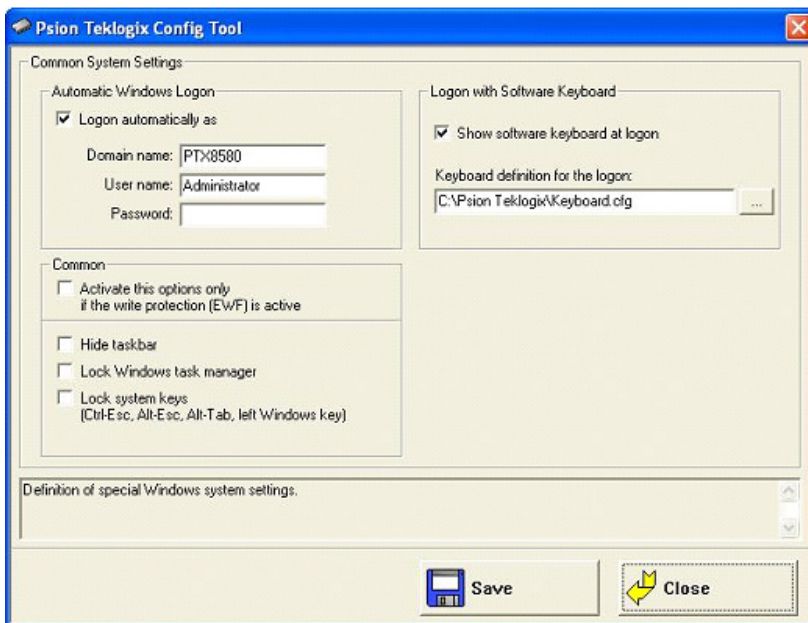 Psion Teklogix Config Tool
Common System Settings
Automatic Windows Logon
Logon automatically as
Domain name: PTX8580
User name: Administrator
Password:
Logon with Software Keyboard
Show software keyboard at logon
Keyboard definition for the logon:
C:\Psion Teklogix\Keyboard.cfg
...
Common
Activate this options only
if the write protection (EWF) is active
Hide taskbar
Lock Windows task manager
Lock system keys
(Ctrl-Esc, Alt-Esc, Alt-Tab, left Windows key)
Definition of special Windows system settings.
Save
Close